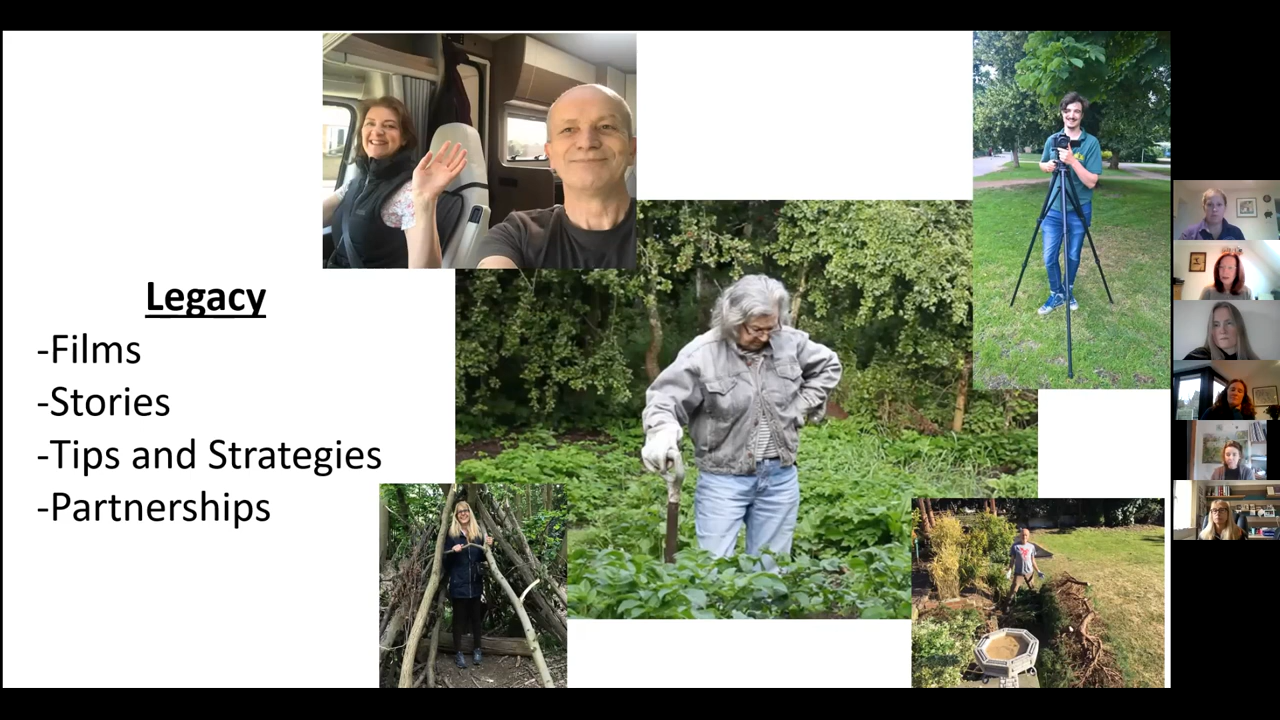 Legacy
-Films
-Stories
-Tips and Strategies
-Partnerships